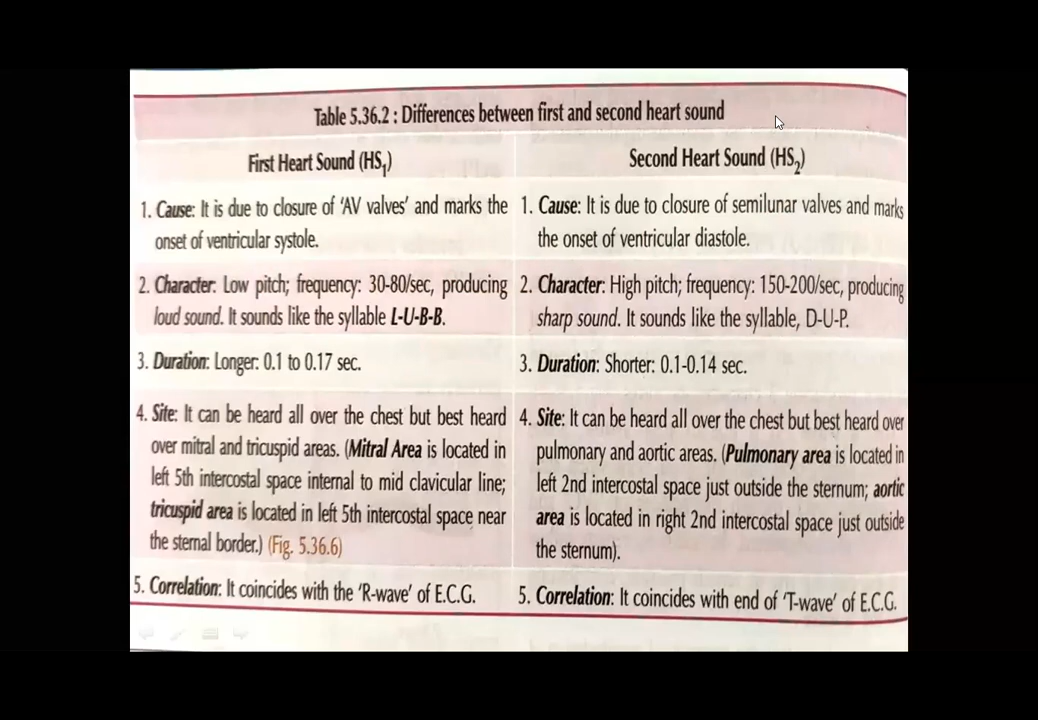 Table 5.36.2 : Differences between first and second heart sound
First Heart Sound (HS₁)
1. Cause: It is due to closure of 'AV valves' and marks the
onset of ventricular systole.
2. Character: Low pitch; frequency: 30-80/sec, producing
loud sound. It sounds like the syllable L-U-B-B.
3. Duration: Longer: 0.1 to 0.17 sec.
4. Site: It can be heard all over the chest but best heard
over mitral and tricuspid areas. (Mitral Area is located in
left 5th intercostal space internal to mid clavicular line;
tricuspid area is located in left 5th intercostal space near
the sternal border.) (Fig. 5.36.6)
5. Correlation: It coincides with the 'R-wave' of E.C.G.
Second Heart Sound (HS₂)
1. Cause: It is due to closure of semilunar valves and marks
the onset of ventricular diastole.
2. Character: High pitch; frequency: 150-200/sec, producing
sharp sound. It sounds like the syllable, D-U-P.
3. Duration: Shorter: 0.1-0.14 sec.
4. Site: It can be heard all over the chest but best heard over
pulmonary and aortic areas. (Pulmonary area is located in
left 2nd intercostal space just outside the sternum; aortic
area is located in right 2nd intercostal space just outside
the sternum).
5. Correlation: It coincides with end of 'T-wave' of E.C.G.